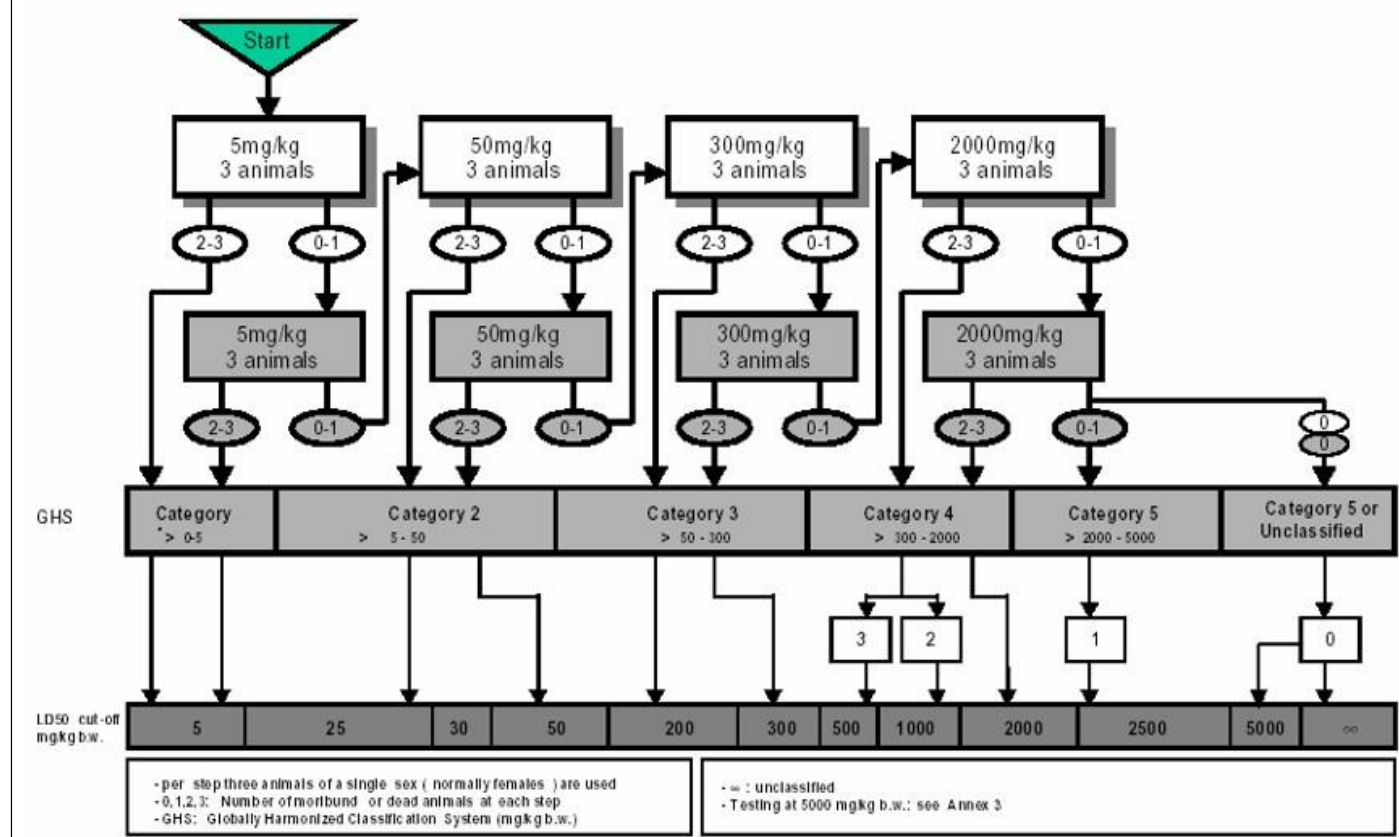 Start
5mg/kg
3 animals
50mg/kg
3 animals
300mg/kg
3 animals
2000mg/kg
3 animals
2-3
0-1
2-3
0-1
2-3
0-1
2-3
0-1
5mg/kg
3 animals
50mg/kg
3 animals
300mg/kg
3 animals
2000mg/kg
3 animals
2-3
0-1
2-3
0-1
2-3
0-1
2-3
0-1
0
0
GHS
Category
* > 0-5
Category 2
> 5 - 50
Category 3
> 50 - 300
Category 4
> 300 - 2000
Category 5
> 2000 - 5000
Category 5 or
Unclassified
3
2
1
0
LD50 cut-off
mg/kg b.w.
5
25
30
50
200
300
500
1000
2000
2500
5000
∞
- per step three animals of a single sex ( normally females ) are used
- 0,1,2,3: Number of moribund or dead animals at each step
- GHS: Globally Harmonized Classification System (mg/kg b.w.)
- ∞ : unclassified
- Testing at 5000 mg/kg b.w.: see Annex 3